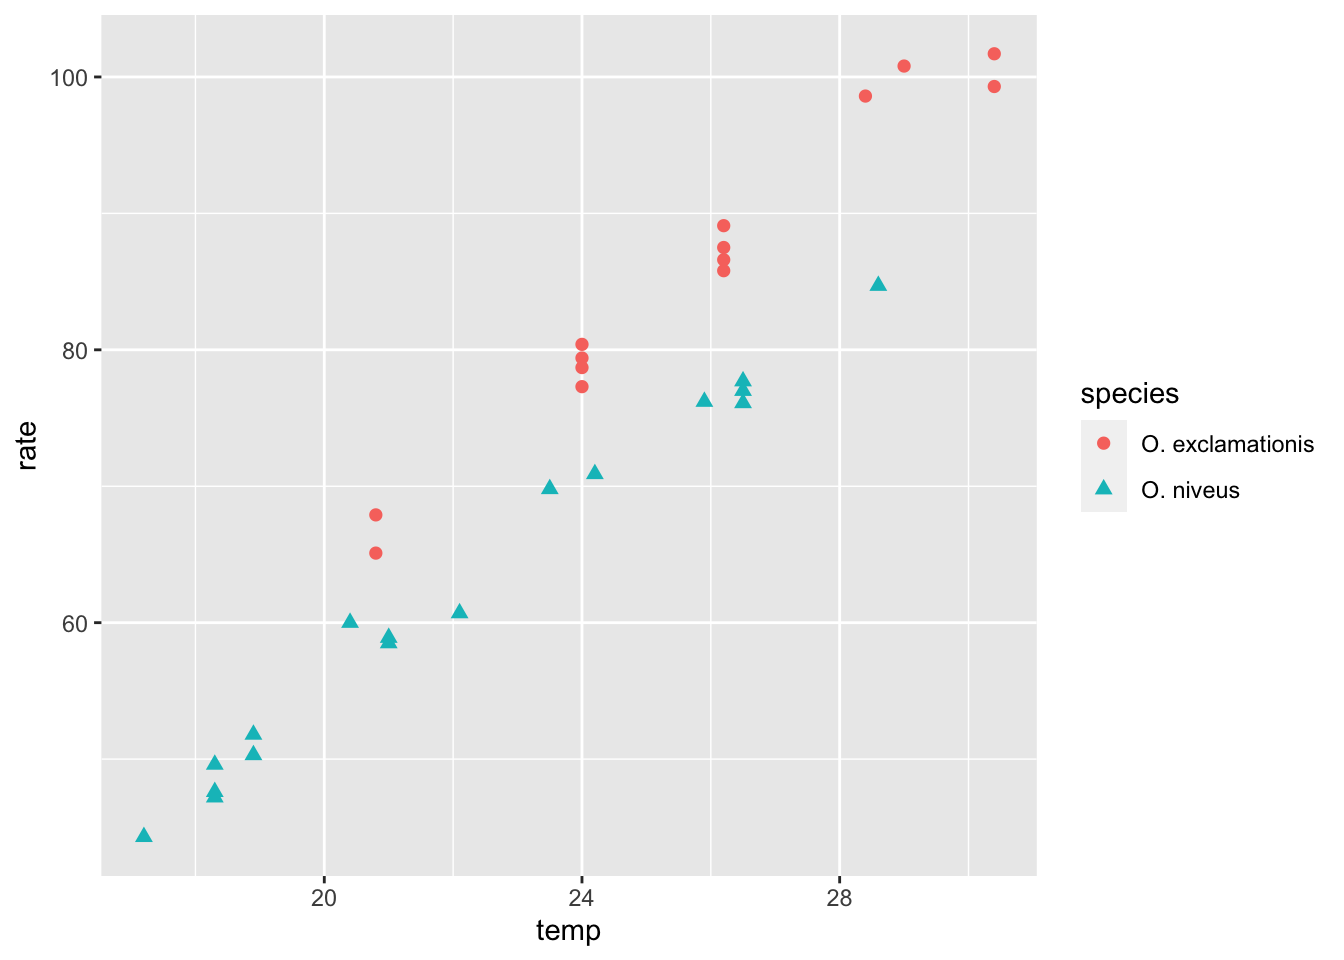 100
80
60
rate
20 24 28
temp
species
O. exclamationis
O. niveus